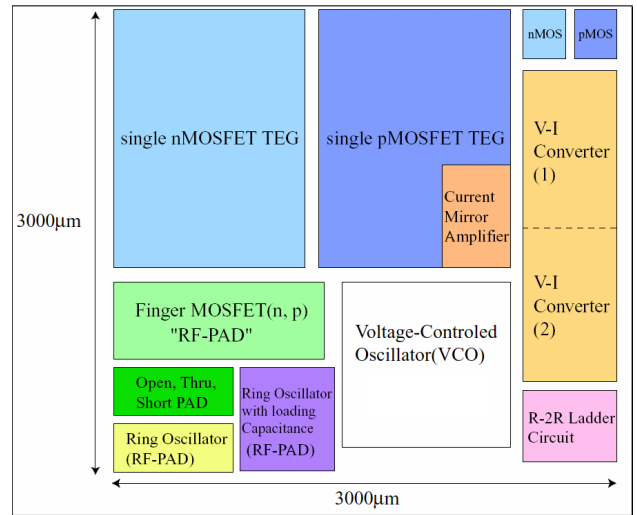 nMOS
pMOS
single nMOSFET TEG
single pMOSFET TEG
V-I
Converter
(1)
Current
Mirror
Amplifier
3000μm
V-I
Converter
(2)
Finger MOSFET(n, p)
"RF-PAD"
Voltage-Controled
Oscillator(VCO)
Open, Thru,
Short PAD
Ring Oscillator
with loading
Capacitance
(RF-PAD)
R-2R Ladder
Circuit
Ring Oscillator
(RF-PAD)
3000μm